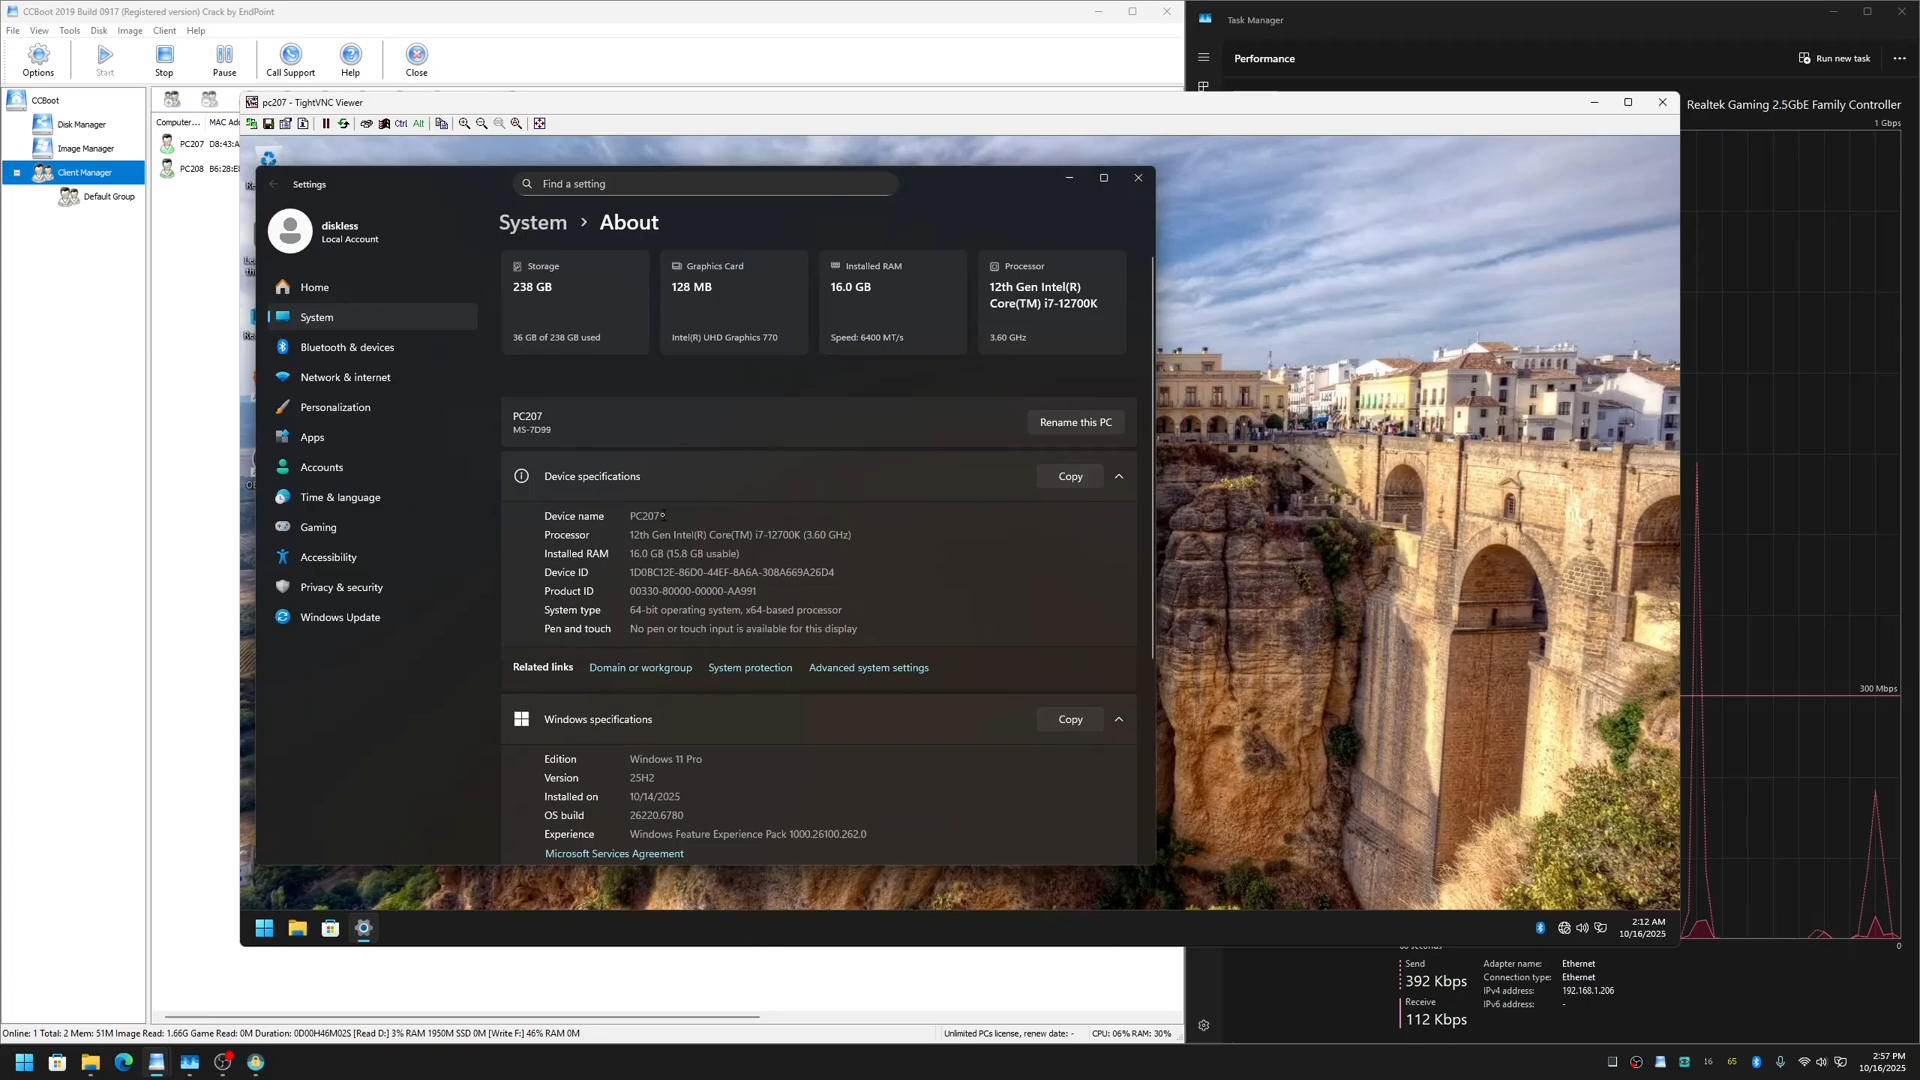 CCBoot 2019 Build 0917 (Registered version) Crack by EndPoint
File View Tools Disk Image Client Help
Options Start Stop Pause Call Support Help Close
CCBoot
Disk Manager
Image Manager
Client Manager
Default Group
Computer... MAC Ad
PC207 D8:43:A
PC208 B6:28:E
Online: 1 Total: 2 Mem: 51M Image Read: 1.66G Game Read: 0M Duration: 0D00H46M02S [Read D:] 3% RAM 1950M SSD 0M [Write F:] 46% RAM 0M
Unlimited PCs license, renew date: -
CPU: 06% RAM: 30%
pc207 - TightVNC Viewer
Ctrl Alt
Settings
Find a setting
diskless
Local Account
Home
System
Bluetooth & devices
Network & internet
Personalization
Apps
Accounts
Time & language
Gaming
Accessibility
Privacy & security
Windows Update
System › About
Storage
238 GB
36 GB of 238 GB used
Graphics Card
128 MB
Intel(R) UHD Graphics 770
Installed RAM
16.0 GB
Speed: 6400 MT/s
Processor
12th Gen Intel(R)
Core(TM) i7-12700K
3.60 GHz
PC207
MS-7D99
Rename this PC
Device specifications
Copy
Device name PC207
Processor 12th Gen Intel(R) Core(TM) i7-12700K (3.60 GHz)
Installed RAM 16.0 GB (15.8 GB usable)
Device ID 1D0BC12E-86D0-44EF-8A6A-308A669A26D4
Product ID 00330-80000-00000-AA991
System type 64-bit operating system, x64-based processor
Pen and touch No pen or touch input is available for this display
Related links Domain or workgroup System protection Advanced system settings
Windows specifications
Copy
Edition Windows 11 Pro
Version 25H2
Installed on 10/14/2025
OS build 26220.6780
Experience Windows Feature Experience Pack 1000.26100.262.0
Microsoft Services Agreement
2:12 AM
10/16/2025
Task Manager
Performance
Run new task
Realtek Gaming 2.5GbE Family Controller
1 Gbps
300 Mbps
0
Send
392 Kbps
Receive
112 Kbps
Adapter name: Ethernet
Connection type: Ethernet
IPv4 address: 192.168.1.206
IPv6 address: -
16
65
2:57 PM
10/16/2025